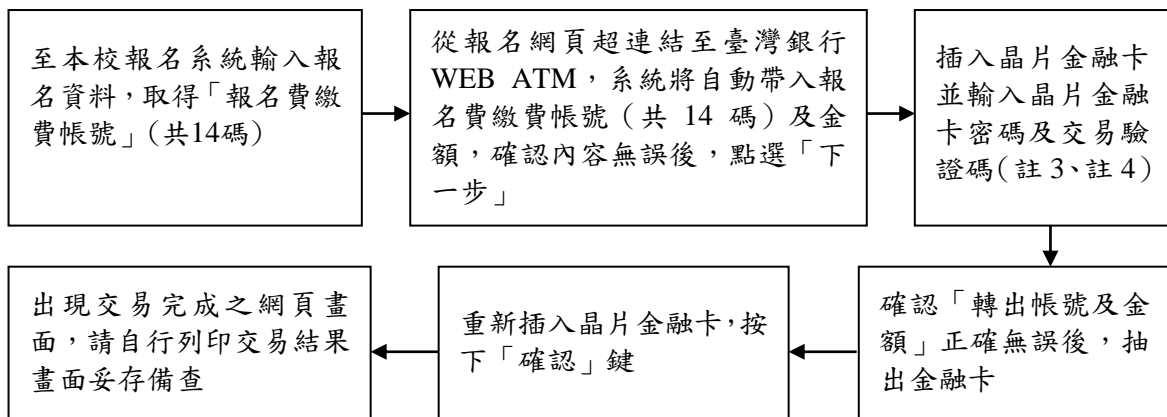 至本校報名系統輸入報
名資料，取得「報名費繳
費帳號」（共14碼）
從報名網頁超連結至臺灣銀行
WEB ATM，系統將自動帶入報
名費繳費帳號（共 14 碼）及金
額，確認內容無誤後，點選「下
一步」
插入晶片金融卡
並輸入晶片金融
卡密碼及交易驗
證碼（註 3、註 4）
確認「轉出帳號及金
額」正確無誤後，抽
出金融卡
重新插入晶片金融卡，按
下「確認」鍵
出現交易完成之網頁畫
面，請自行列印交易結果
畫面妥存備查